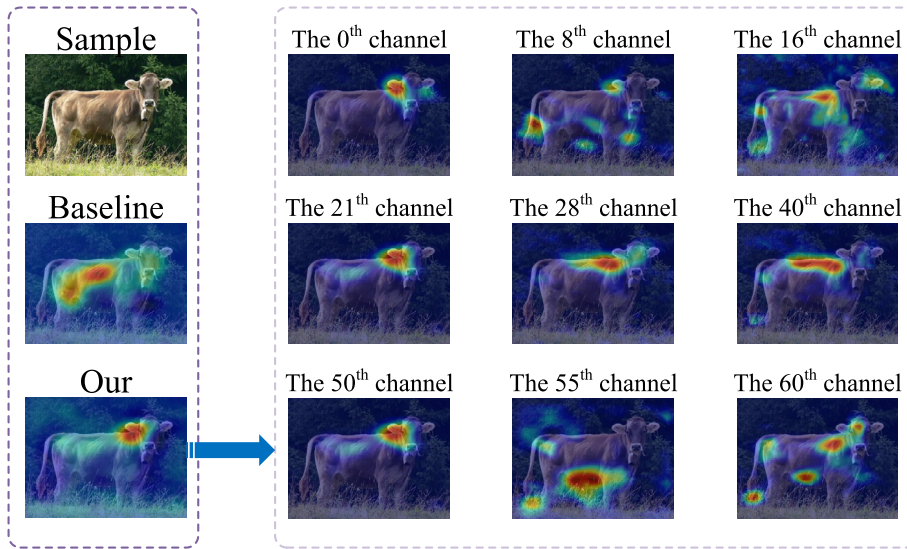 Sample
The 0th channel
The 8th channel
The 16th channel
Baseline
The 21th channel
The 28th channel
The 40th channel
Our
The 50th channel
The 55th channel
The 60th channel